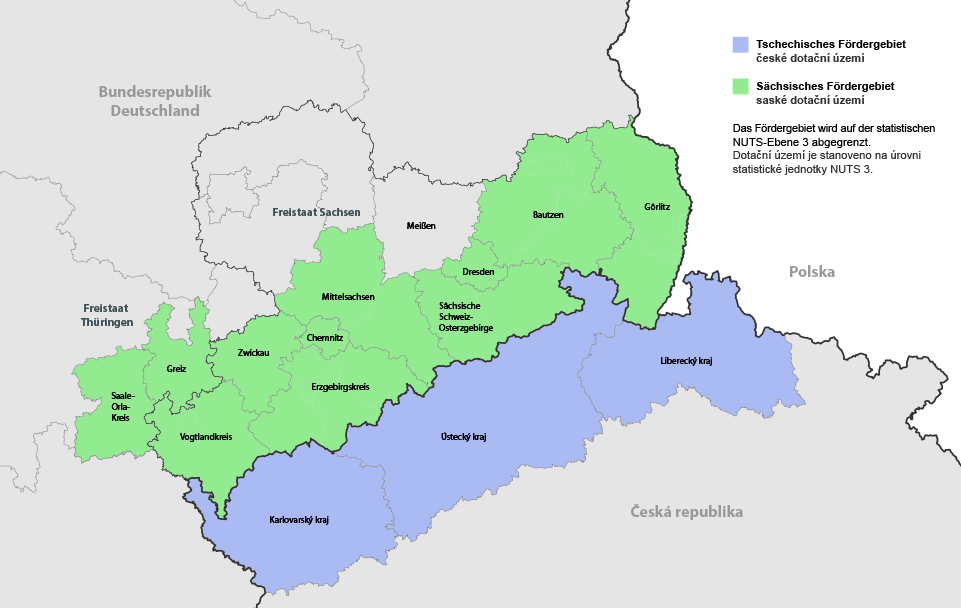 Tschechisches Fördergebiet
české dotační území
Sächsisches Fördergebiet
saské dotační území
Das Fördergebiet wird auf der statistischen
NUTS-Ebene 3 abgegrenzt.
Dotační území je stanoveno na úrovni
statistické jednotky NUTS 3.
Bundesrepublik
Deutschland
Freistaat Sachsen
Meißen
Bautzen
Görlitz
Polska
Dresden
Mittelsachsen
Sächsische
Schweiz-
Osterzgebirge
Freistaat
Thüringen
Chemnitz
Zwickau
Greiz
Erzgebirgskreis
Liberecký kraj
Saale-
Orla-
Kreis
Vogtlandkreis
Ústecký kraj
Karlovarský kraj
Česká republika